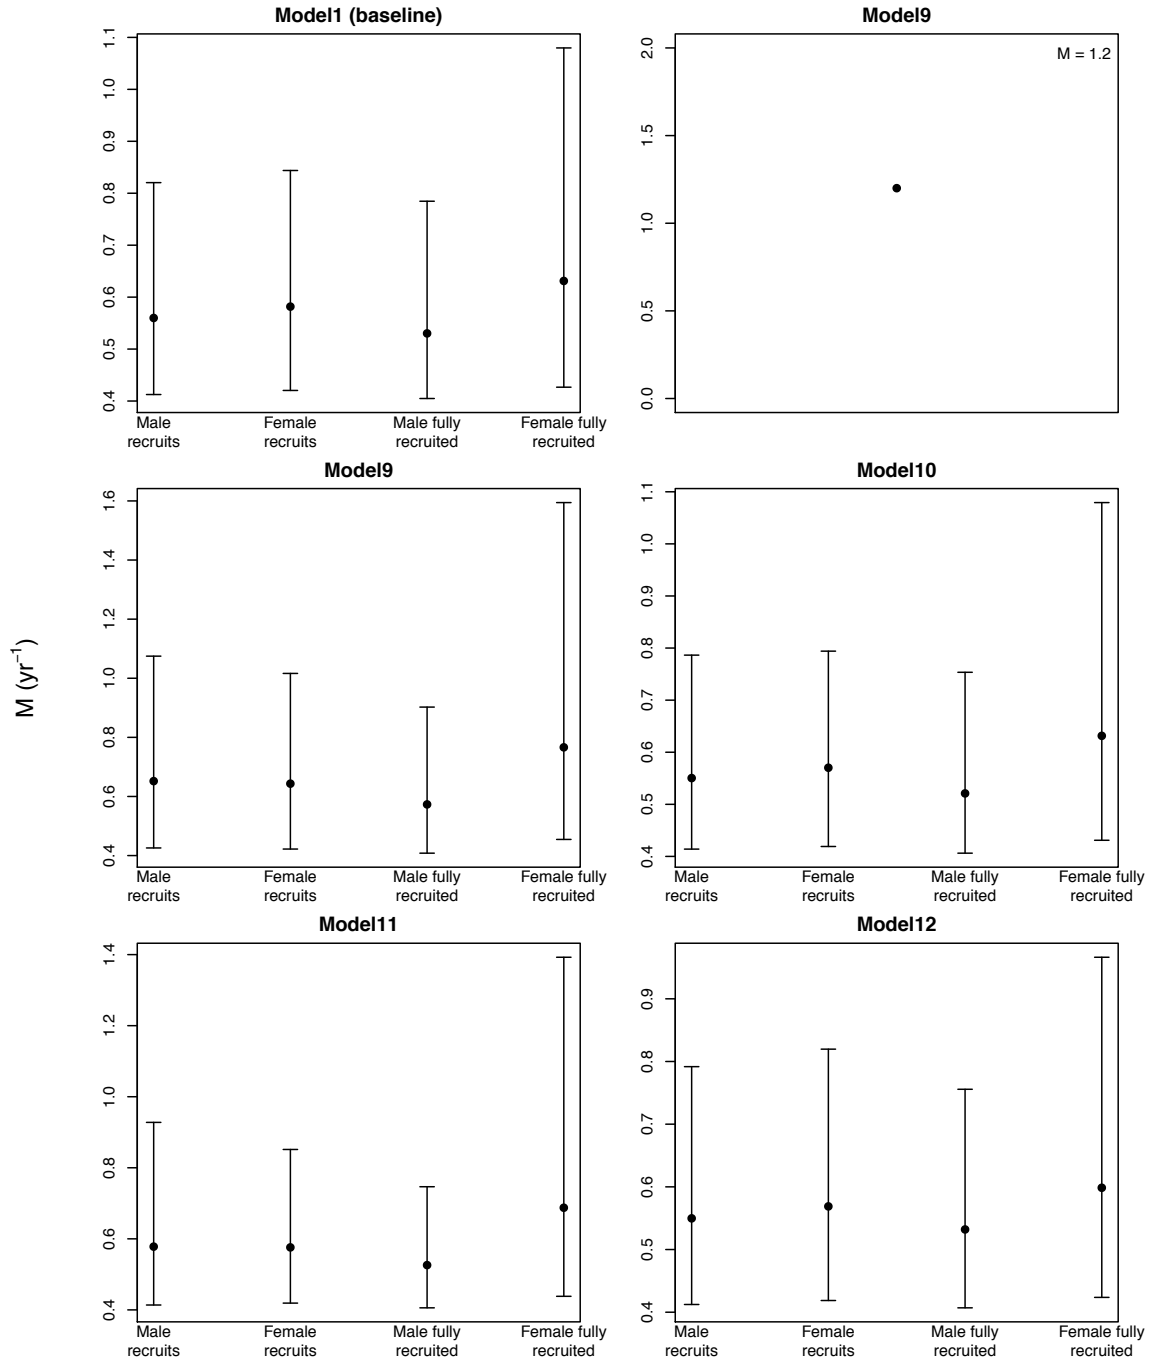 Model1 (baseline)
1.1
1.0
0.9
0.8
0.7
0.6
0.5
0.4
Male
recruits
Female
recruits
Male fully
recruited
Female fully
recruited
Model9
M = 1.2
2.0
1.5
1.0
0.5
0.0
M (yr⁻¹)
Model9
1.6
1.4
1.2
1.0
0.8
0.6
0.4
Male
recruits
Female
recruits
Male fully
recruited
Female fully
recruited
Model10
1.1
1.0
0.9
0.8
0.7
0.6
0.5
0.4
Male
recruits
Female
recruits
Male fully
recruited
Female fully
recruited
Model11
1.4
1.2
1.0
0.8
0.6
0.4
Male
recruits
Female
recruits
Male fully
recruited
Female fully
recruited
Model12
0.9
0.8
0.7
0.6
0.5
0.4
Male
recruits
Female
recruits
Male fully
recruited
Female fully
recruited